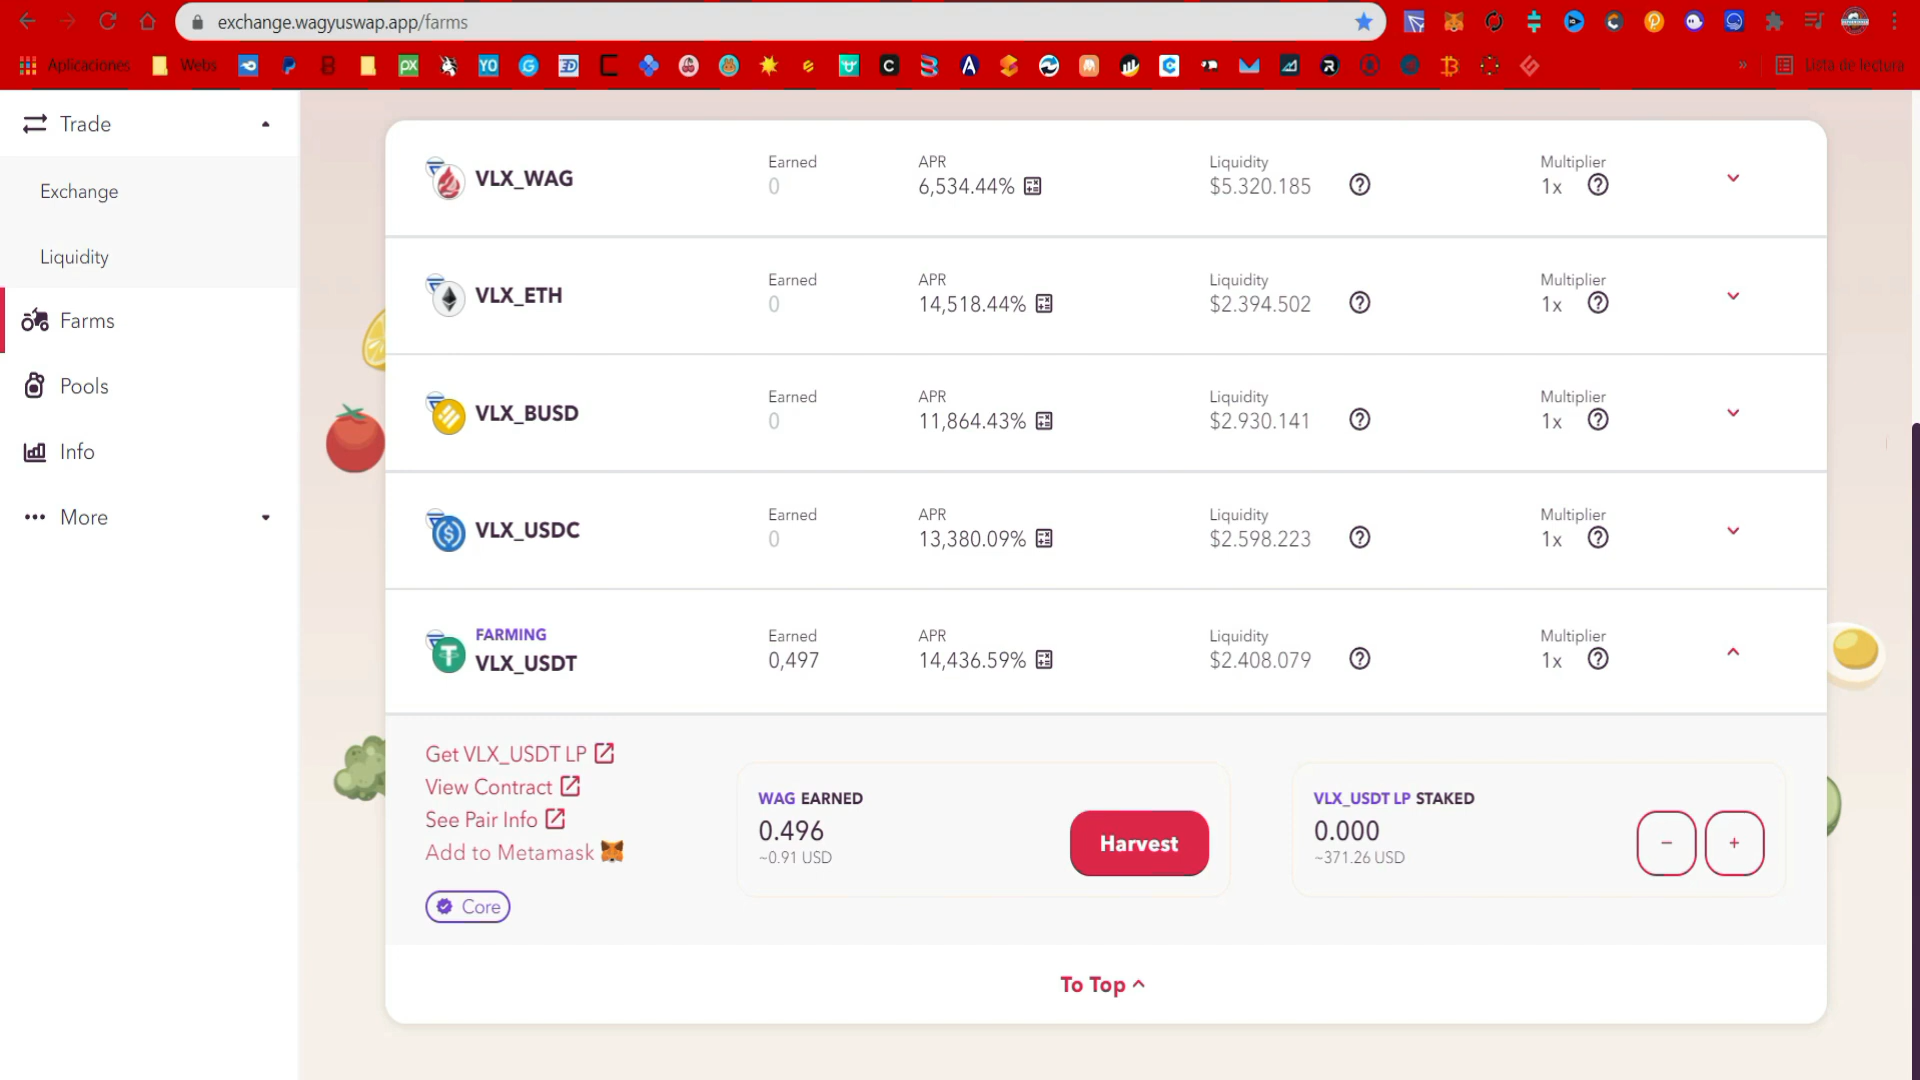 exchange.wagyuswap.app/farms
Aplicaciones
Webs
PX
YO
Lista de lectura
Trade
Exchange
Liquidity
Farms
Pools
Info
More
VLX_WAG
Earned
0
APR
6,534.44%
Liquidity
$5.320.185
Multiplier
1x
VLX_ETH
Earned
0
APR
14,518.44%
Liquidity
$2.394.502
Multiplier
1x
VLX_BUSD
Earned
0
APR
11,864.43%
Liquidity
$2.930.141
Multiplier
1x
VLX_USDC
Earned
0
APR
13,380.09%
Liquidity
$2.598.223
Multiplier
1x
FARMING
VLX_USDT
Earned
0,497
APR
14,436.59%
Liquidity
$2.408.079
Multiplier
1x
Get VLX_USDT LP
View Contract
See Pair Info
Add to Metamask
Core
WAG EARNED
0.496
~0.91 USD
Harvest
VLX_USDT LP STAKED
0.000
~371.26 USD
−
+
To Top